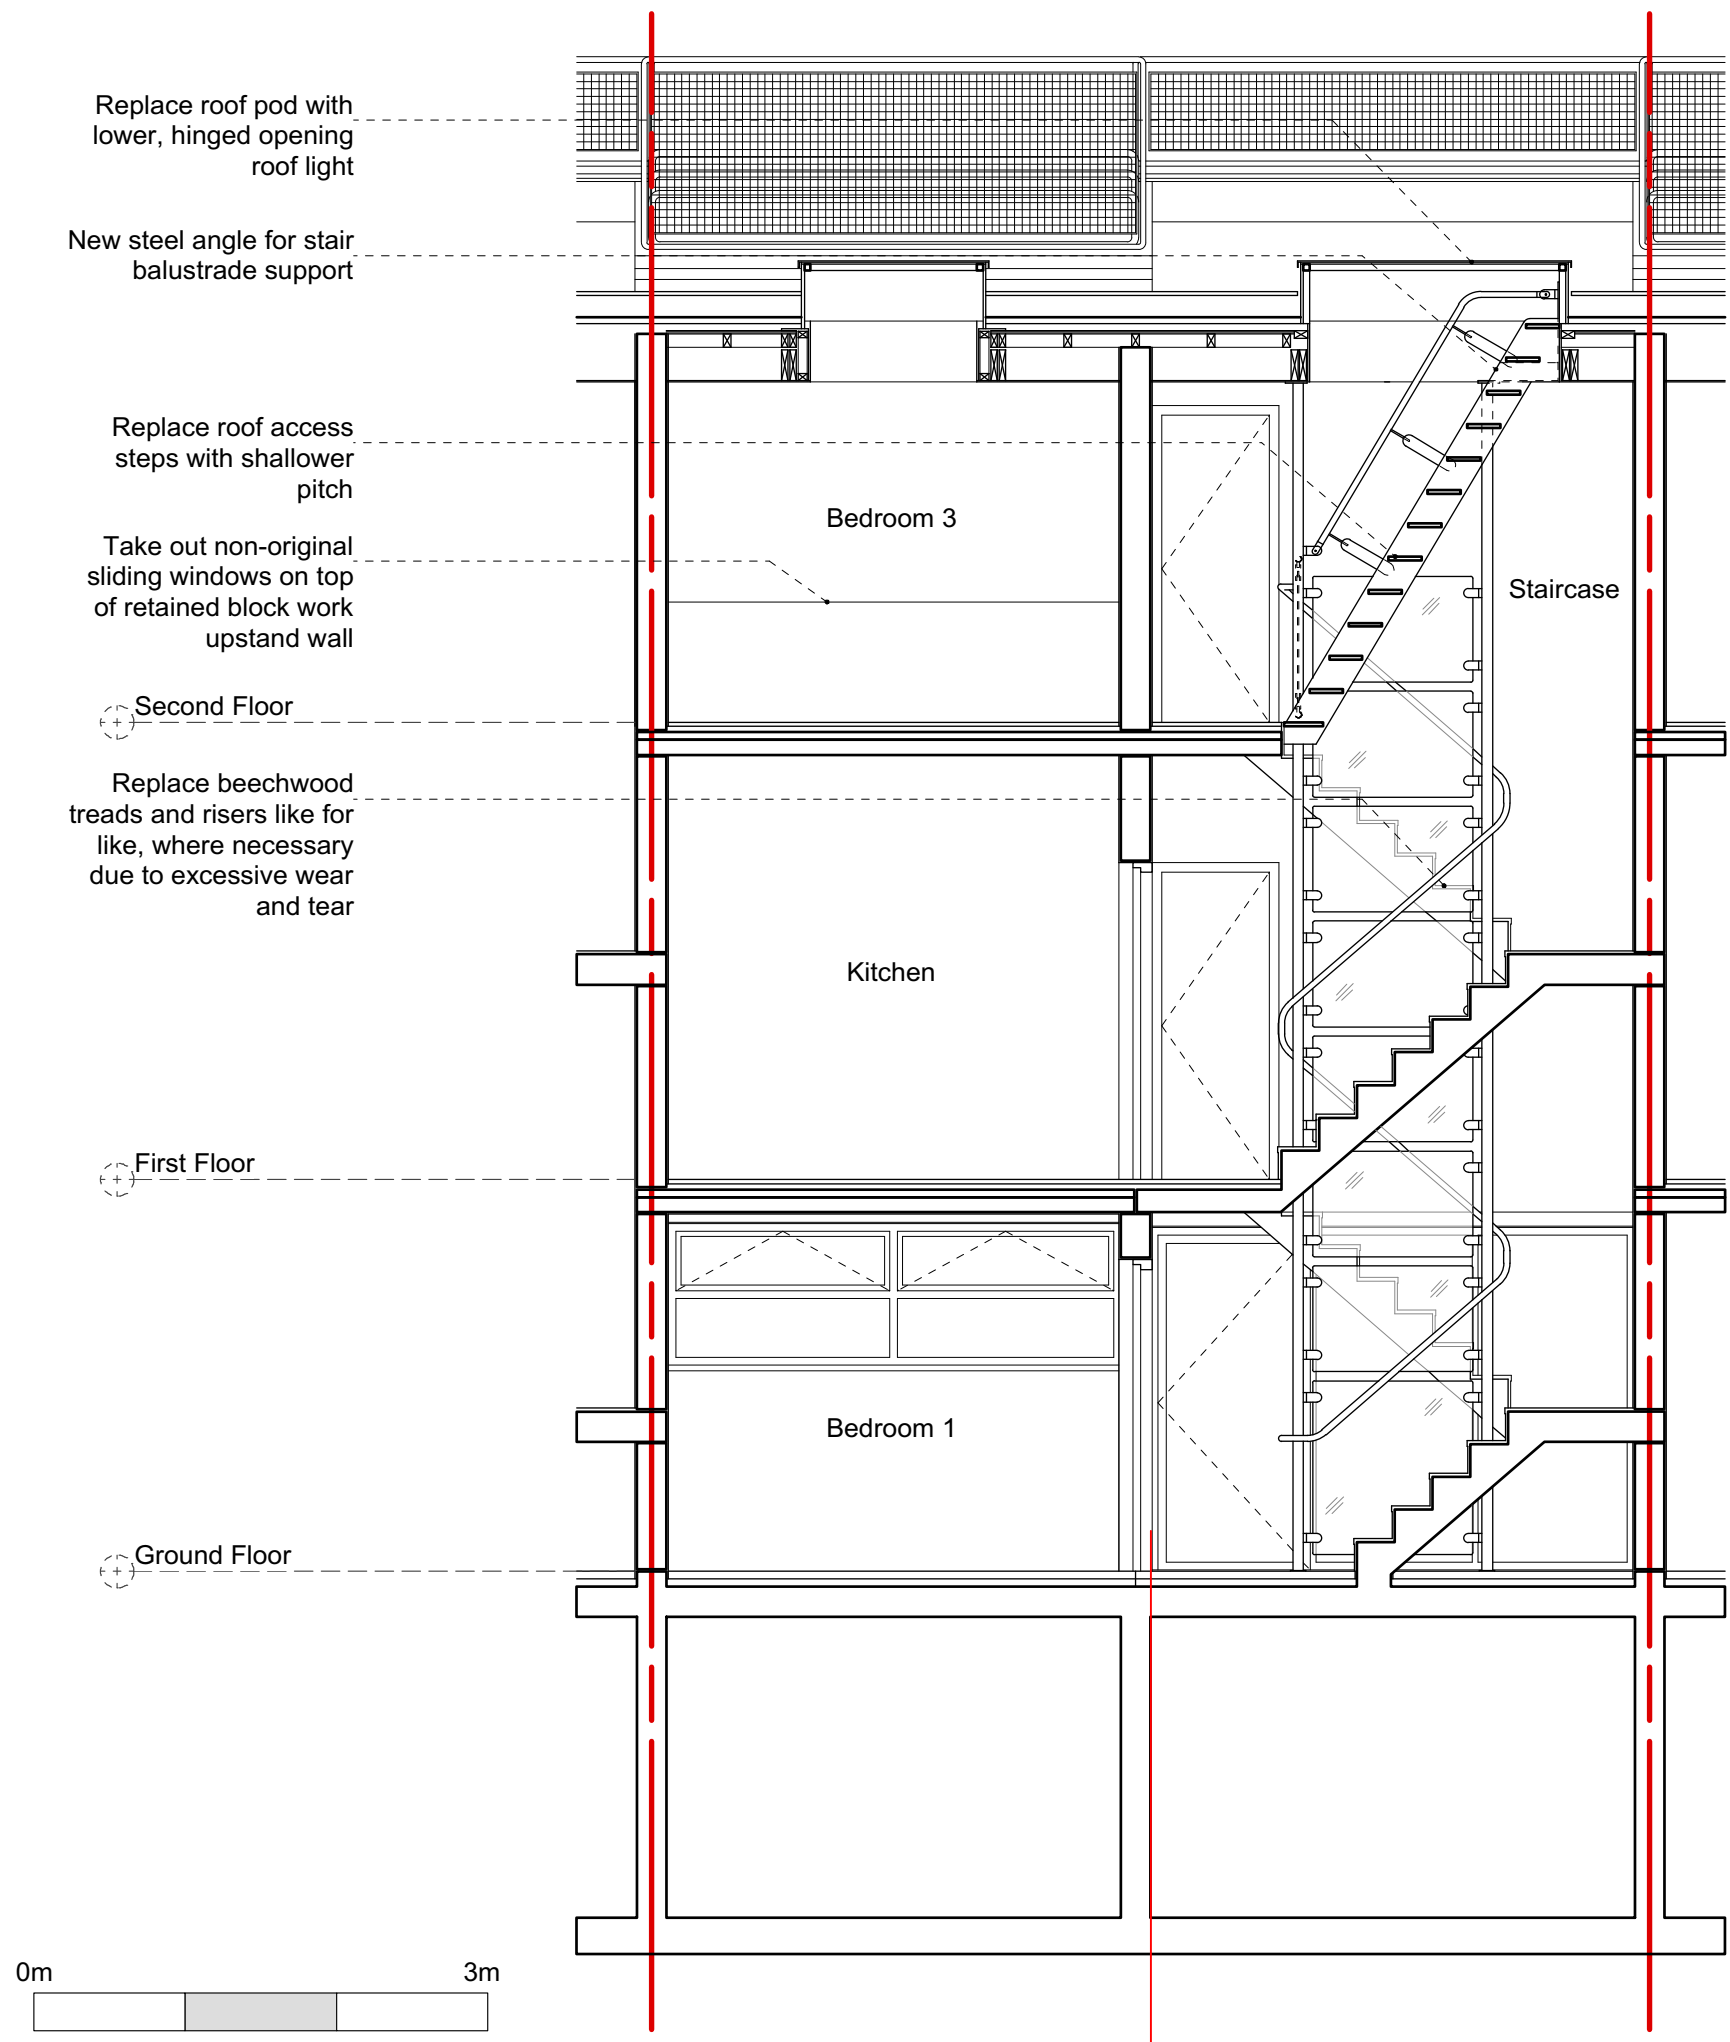 Replace roof pod with
lower, hinged opening
roof light
New steel angle for stair
balustrade support
Replace roof access
steps with shallower
pitch
Bedroom 3
Take out non-original
sliding windows on top
of retained block work
upstand wall
Staircase
Second Floor
Replace beechwood
treads and risers like for
like, where necessary
due to excessive wear
and tear
Kitchen
First Floor
Bedroom 1
Ground Floor
0m 3m